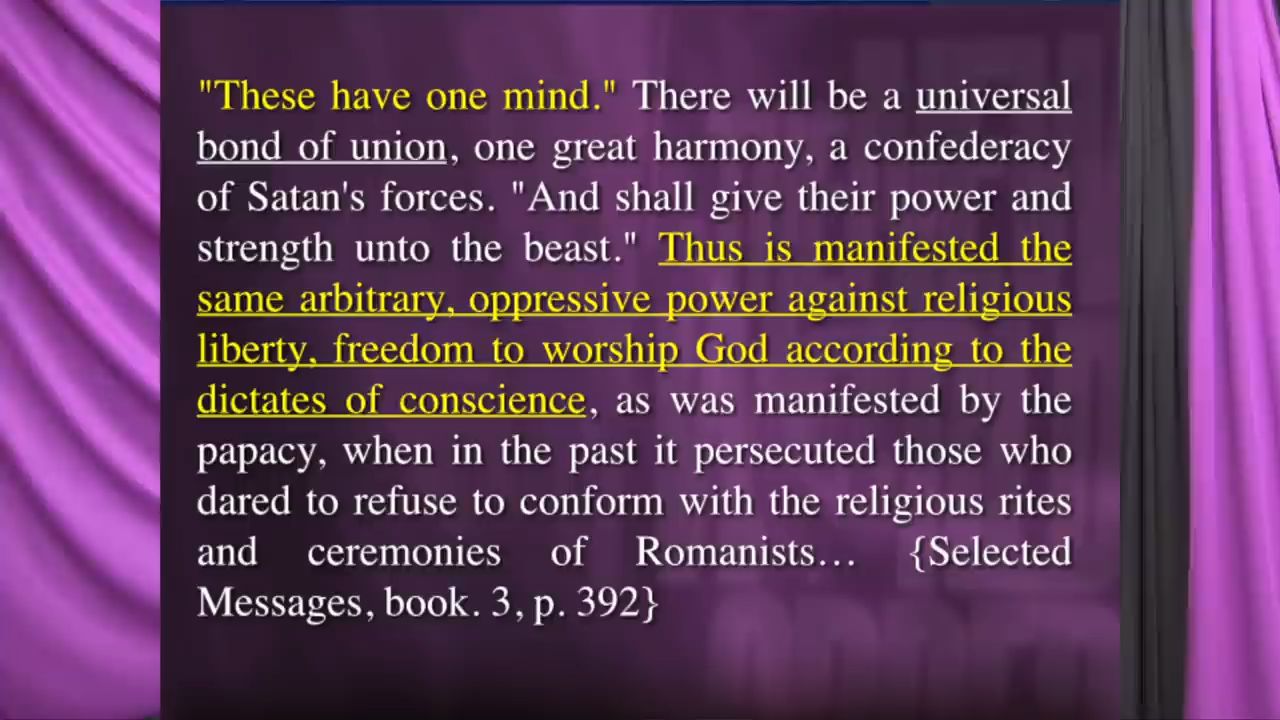 "These have one mind." There will be a universal
bond of union, one great harmony, a confederacy
of Satan's forces. "And shall give their power and
strength unto the beast." Thus is manifested the
same arbitrary, oppressive power against religious
liberty, freedom to worship God according to the
dictates of conscience, as was manifested by the
papacy, when in the past it persecuted those who
dared to refuse to conform with the religious rites
and ceremonies of Romanists… {Selected
Messages, book. 3, p. 392}